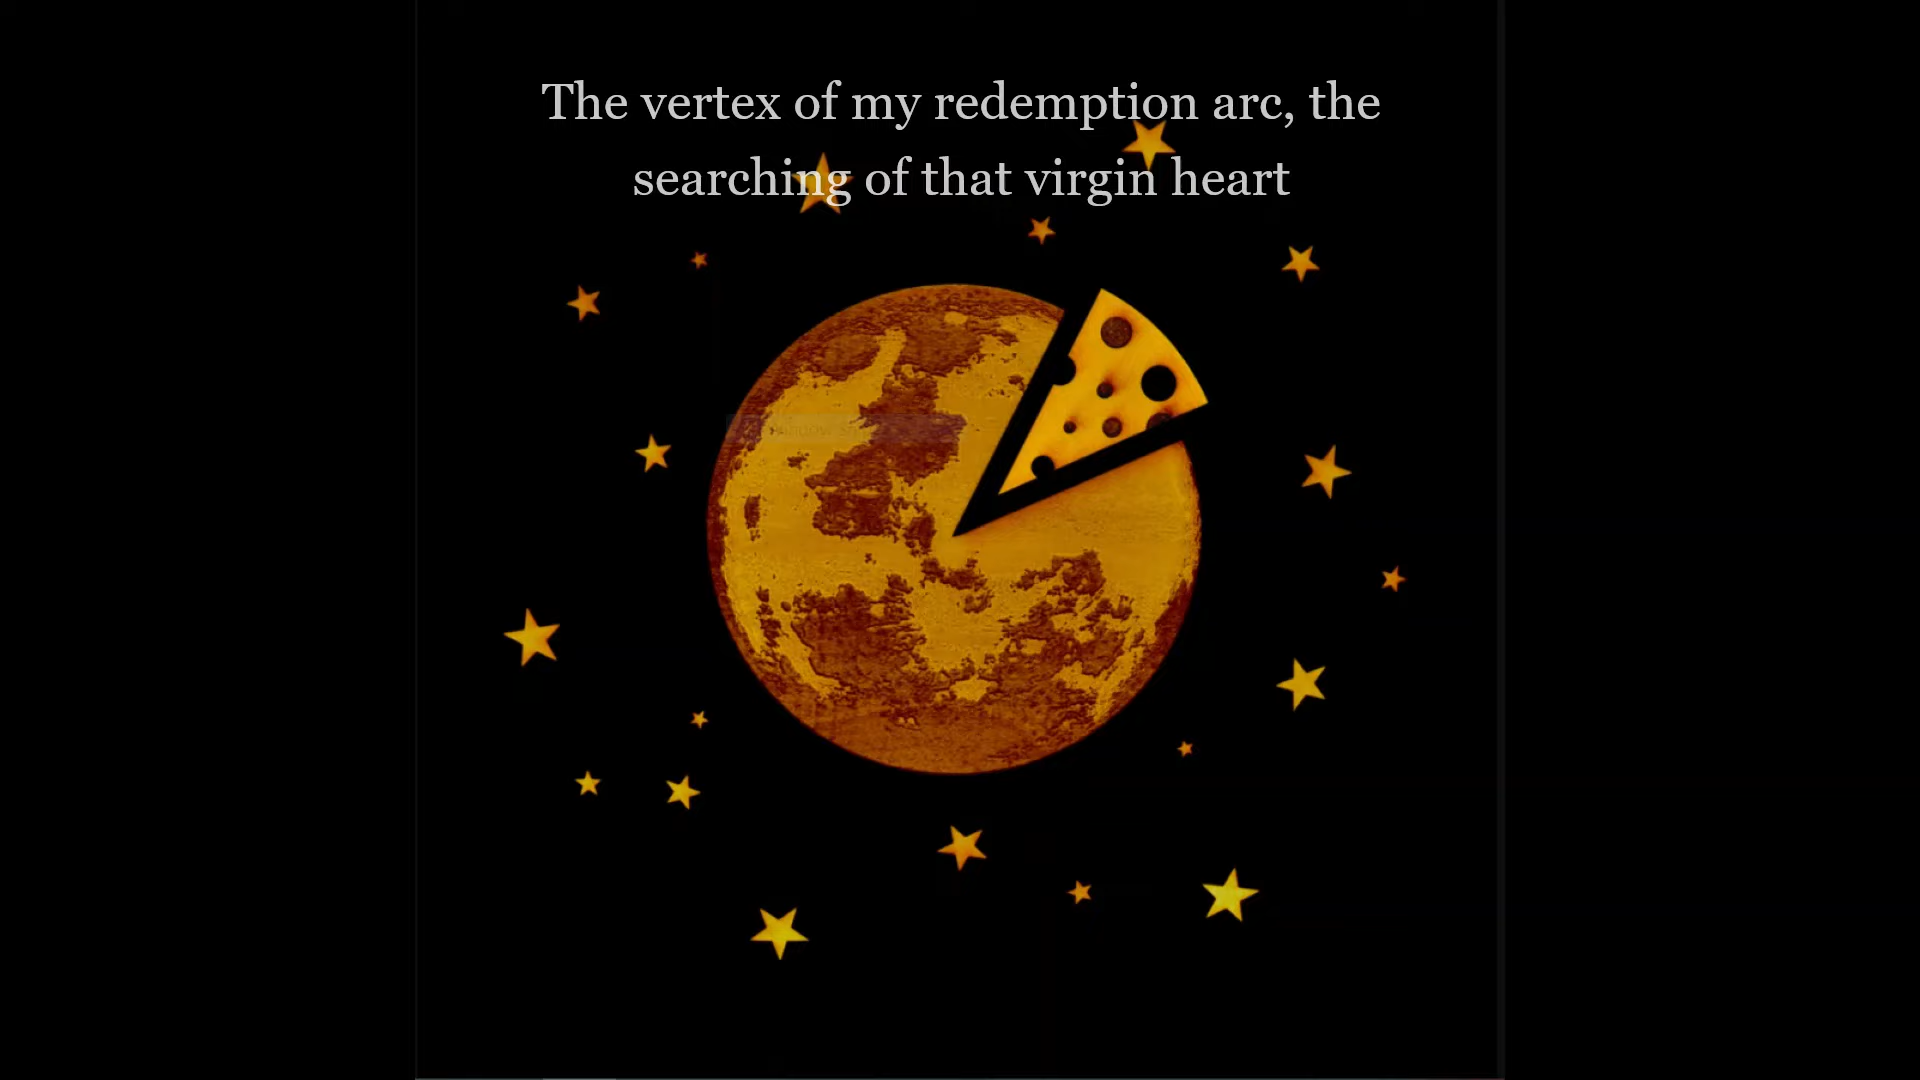 The vertex of my redemption arc, the
searching of that virgin heart